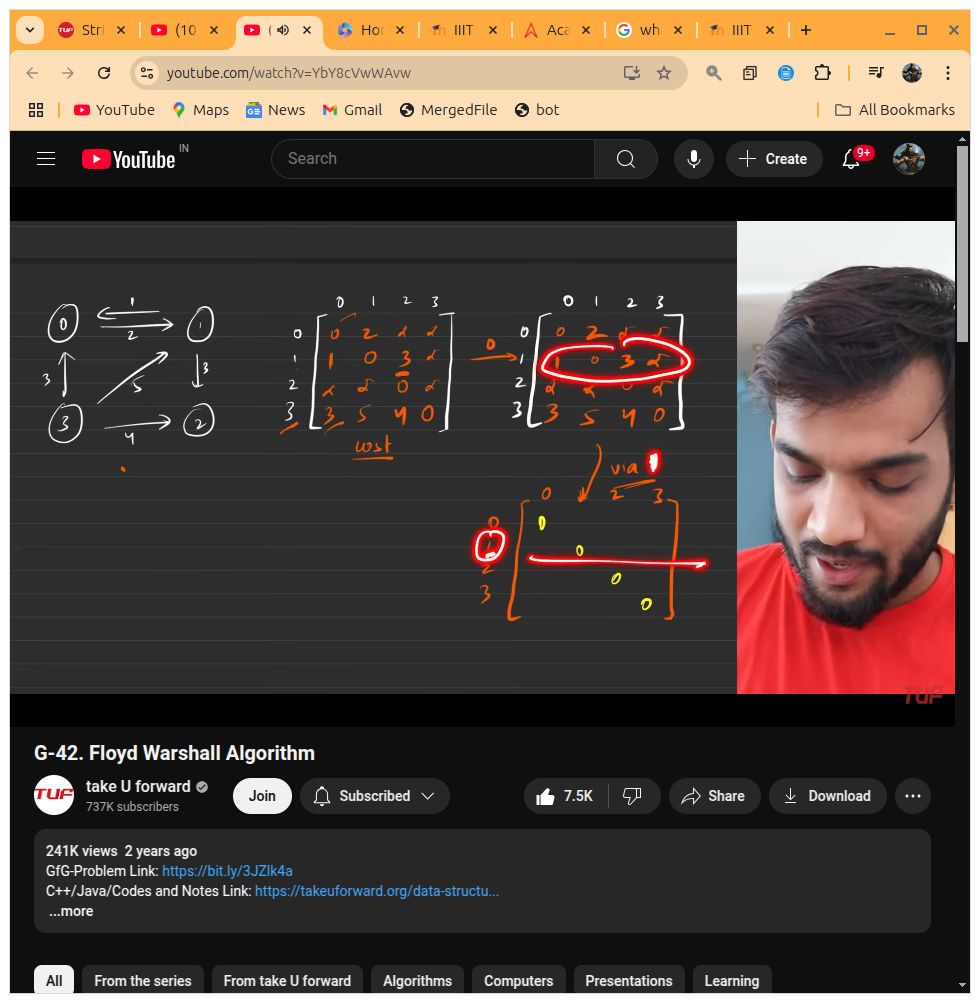 Stri
(10
(
Hor
IIIT
Aca
wh
IIIT
youtube.com/watch?v=YbY8cVwWAvw
YouTube
Maps
News
Gmail
MergedFile
bot
All Bookmarks
YouTube IN
Search
Create
9+
0 1 2 3
0 1 2 3
1
0 1
2
0 0 2
0
0 0 2
3
3 5
1 1 0 3
1 1 0 3
2 0
2 0
3 2
3 3 5 4 0
3 3 5 4 0
4
cost
via 1
0 2 3
0 0
1 0
2 0
3 0
TUF
G-42. Floyd Warshall Algorithm
TUF
take U forward
737K subscribers
Join
Subscribed
7.5K
Share
Download
241K views 2 years ago
GfG-Problem Link: https://bit.ly/3JZlk4a
C++/Java/Codes and Notes Link: https://takeuforward.org/data-structu...
...more
All
From the series
From take U forward
Algorithms
Computers
Presentations
Learning